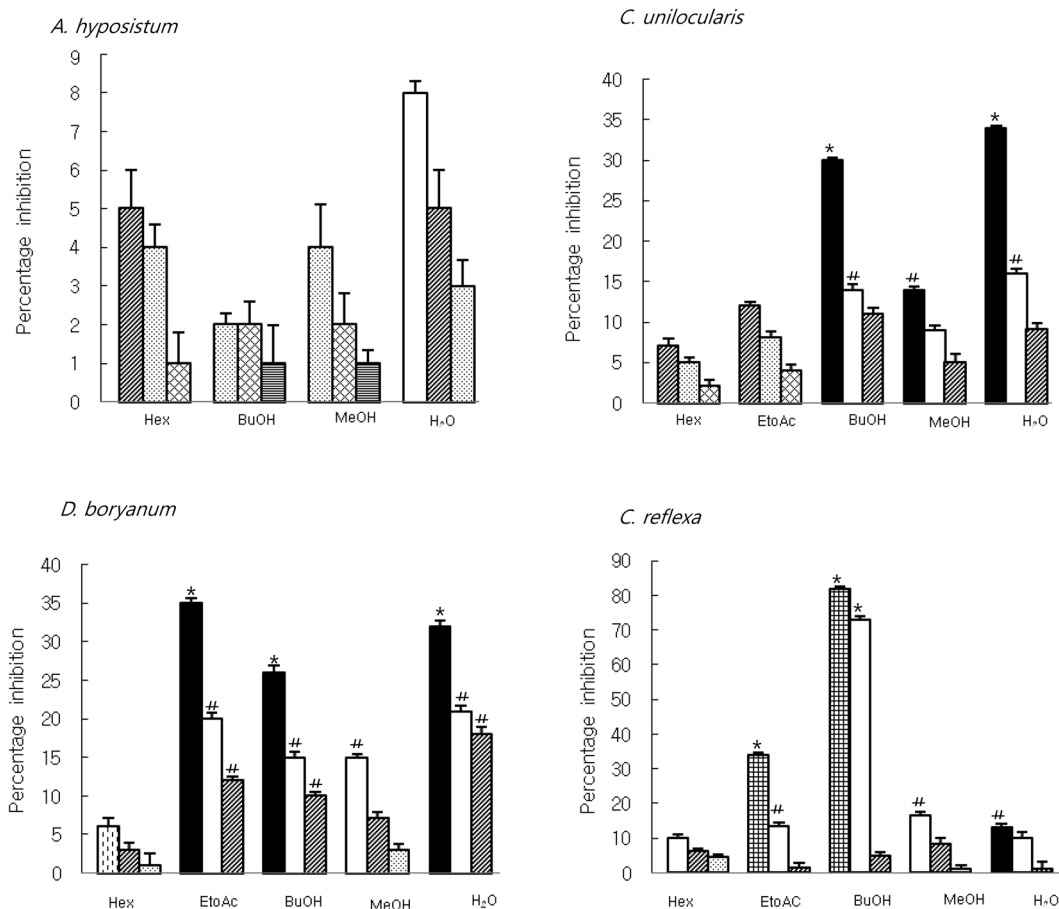 A. hyposistum
Percentage inhibition
9
8
7
6
5
4
3
2
1
0
Hex BuOH MeOH H₂O
C. unilocularis
Percentage inhibition
40
35
30
25
20
15
10
5
0
* # # * #
Hex EtoAc BuOH MeOH H₂O
D. boryanum
Percentage inhibition
40
35
30
25
20
15
10
5
0
* # # * # # # * # #
Hex EtoAc BuOH MeOH H₂O
C. reflexa
Percentage inhibition
90
80
70
60
50
40
30
20
10
0
* # * * # #
Hex EtoAC BuOH MeOH H₂O